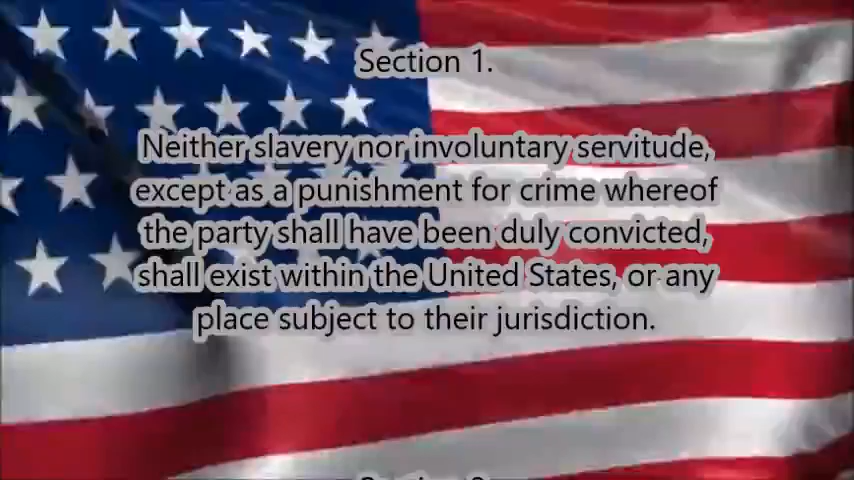 Section 1.
Neither slavery nor involuntary servitude,
except as a punishment for crime whereof
the party shall have been duly convicted,
shall exist within the United States, or any
place subject to their jurisdiction.